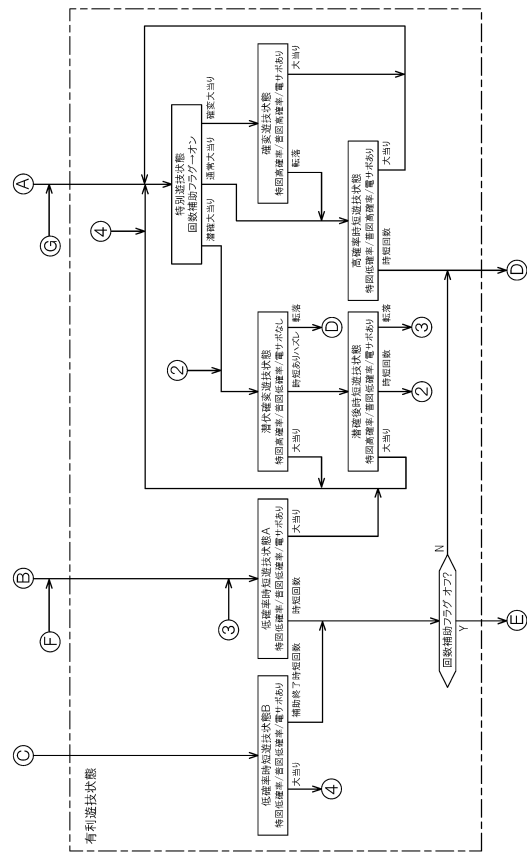 有利遊技状態
C
F
B
G
A
4
低確率時短遊技状態B
特図低確率/普図低確率/電サポあり
大当り
補助終了時短回数
4
3
低確率時短遊技状態A
特図低確率/普図低確率/電サポあり
時短回数
大当り
2
特別遊技状態
回数補助フラグ→オン
潜確大当り
通常大当り
確変大当り
潜伏確変遊技状態
特図高確率/普図低確率/電サポなし
大当り
時短ありハズレ
転落
D
確変遊技状態
特図高確率/普図高確率/電サポあり
転落
大当り
潜確後時短遊技状態
特図高確率/普図低確率/電サポあり
大当り
時短回数
転落
2
3
高確率時短遊技状態
特図低確率/普図高確率/電サポあり
時短回数
大当り
回数補助フラグ オフ?
Y
N
E
D